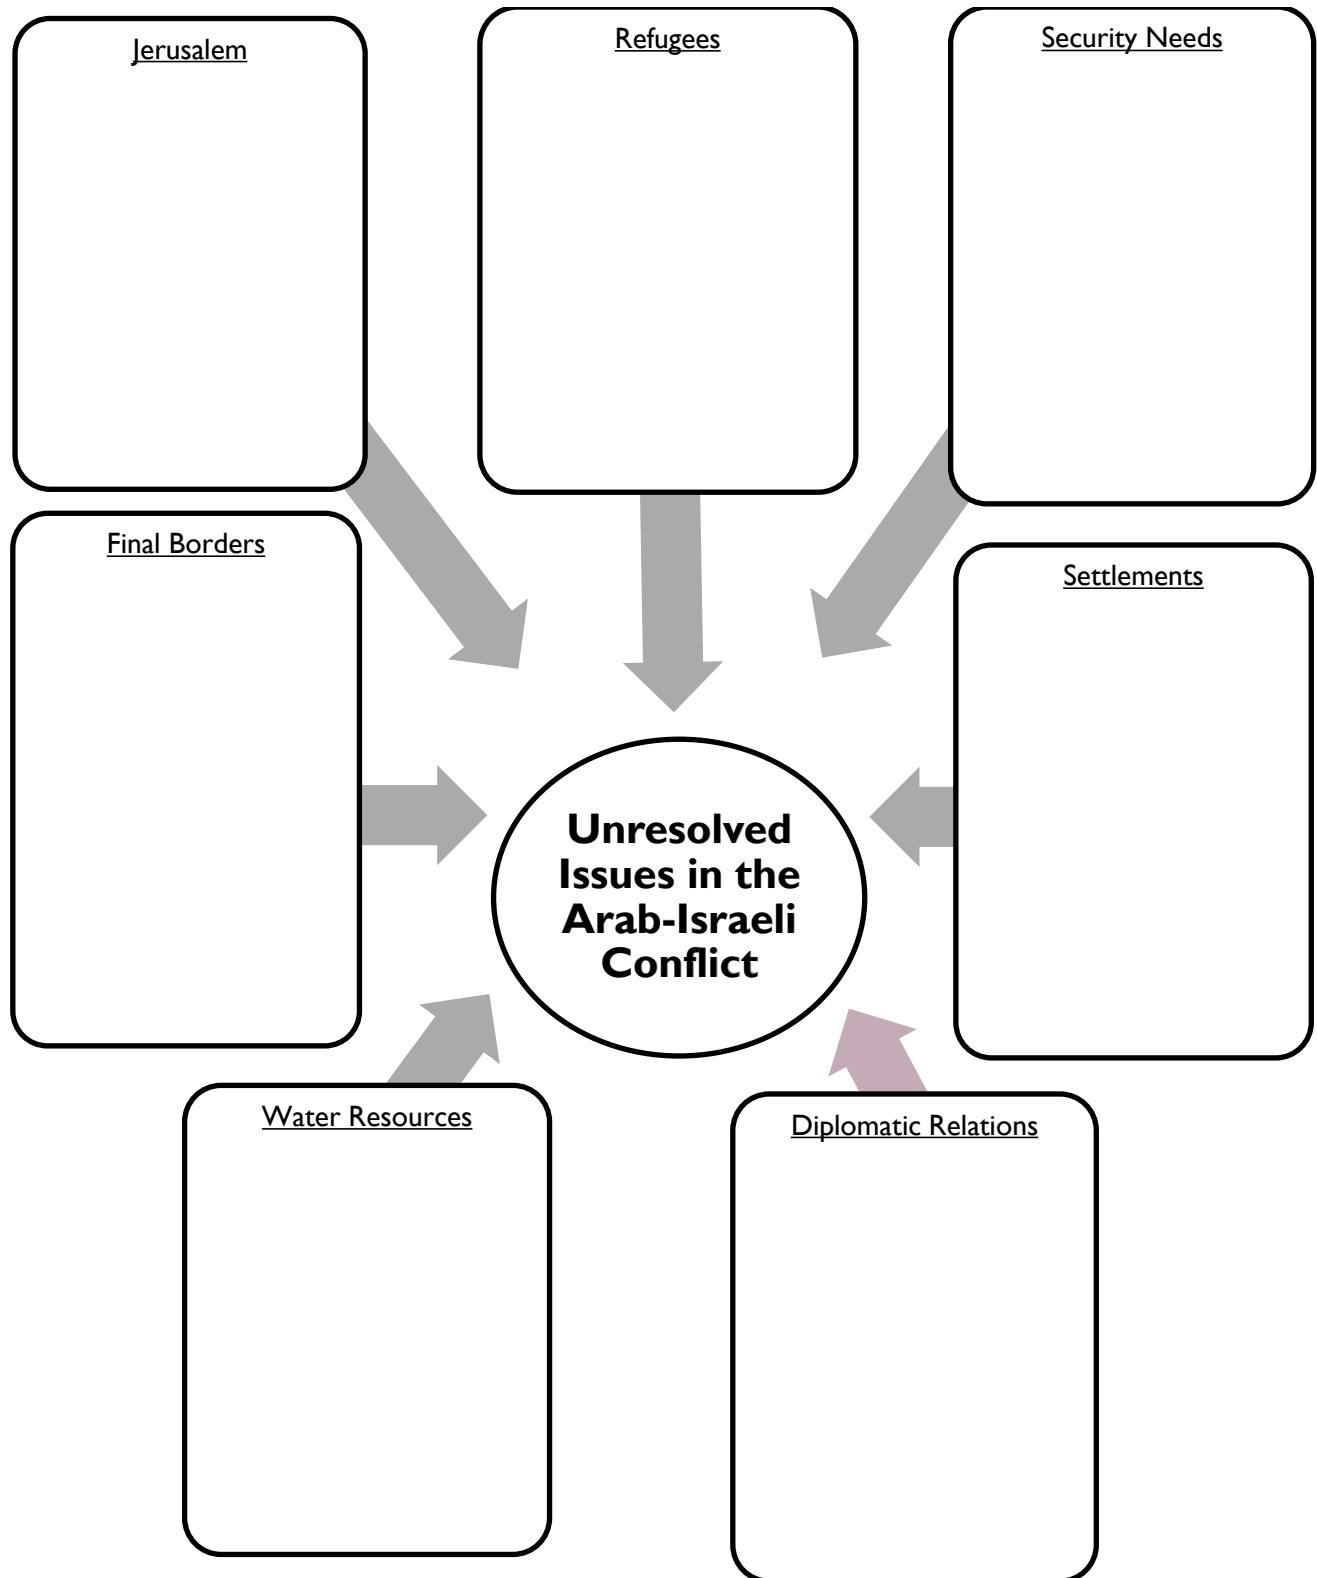 Jerusalem
Refugees
Security Needs
Final Borders
Settlements
Unresolved
Issues in the
Arab-Israeli
Conflict
Water Resources
Diplomatic Relations